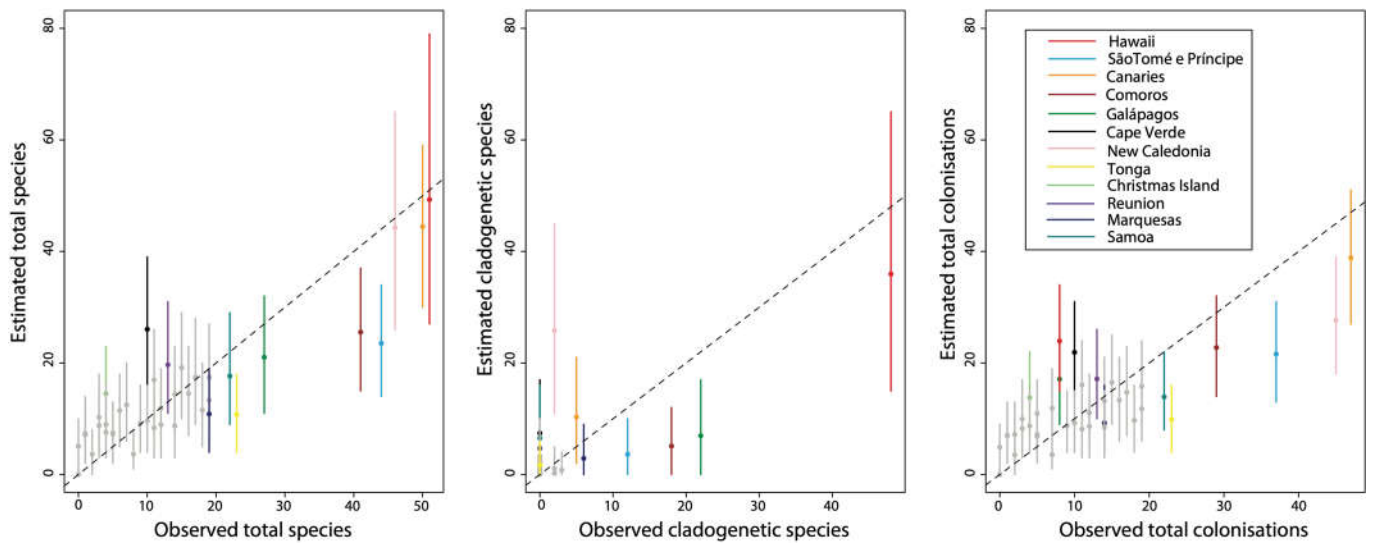 Estimated total species
80
60
40
20
0
0 10 20 30 40 50
Observed total species
Estimated cladogenetic species
80
60
40
20
0
0 10 20 30 40
Observed cladogenetic species
Estimated total colonisations
80
60
40
20
0
0 10 20 30 40
Observed total colonisations
Hawaii
SãoTomé e Príncipe
Canaries
Comoros
Galápagos
Cape Verde
New Caledonia
Tonga
Christmas Island
Reunion
Marquesas
Samoa